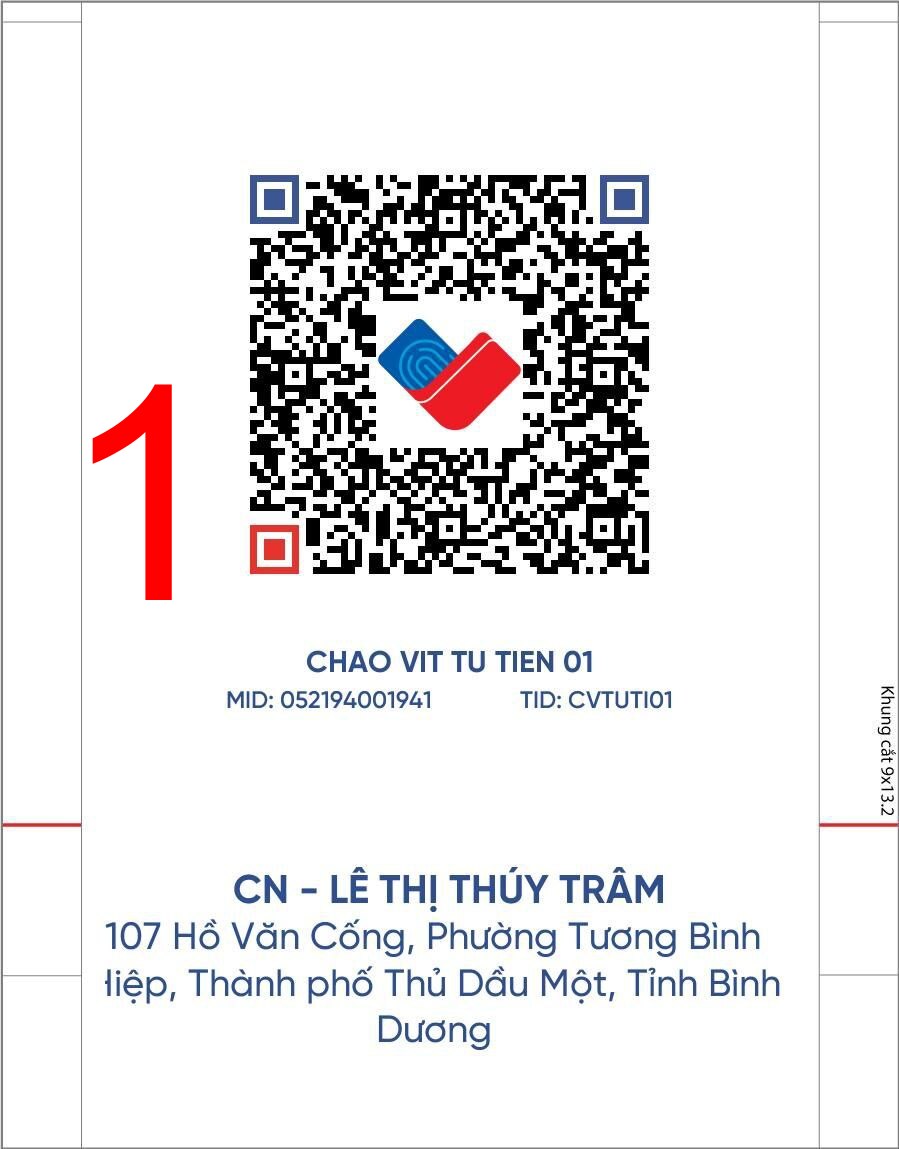 1
CHAO VIT TU TIEN 01
MID: 052194001941 TID: CVTUTI01
Khung cắt 9x13.2
CN - LÊ THỊ THÚY TRÂM
107 Hồ Văn Cống, Phường Tương Bình
Hiệp, Thành phố Thủ Dầu Một, Tỉnh Bình
Dương